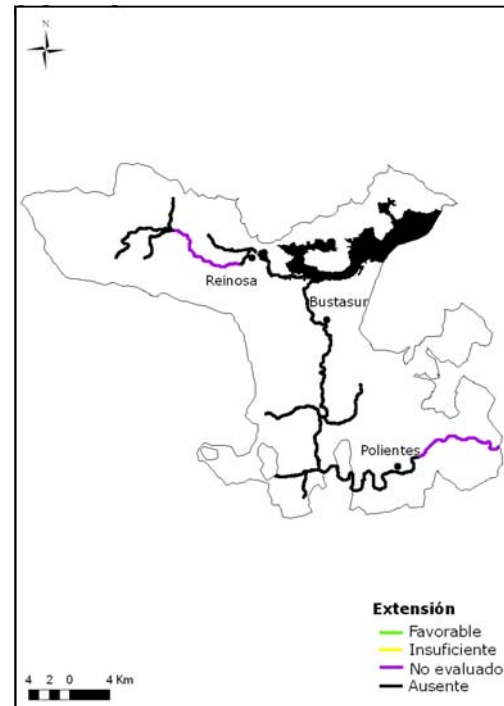 N
Reinosa
Bustasur
Polientes
Extensión
Favorable
Insuficiente
No evaluado
Ausente
4 2 0 4 Km